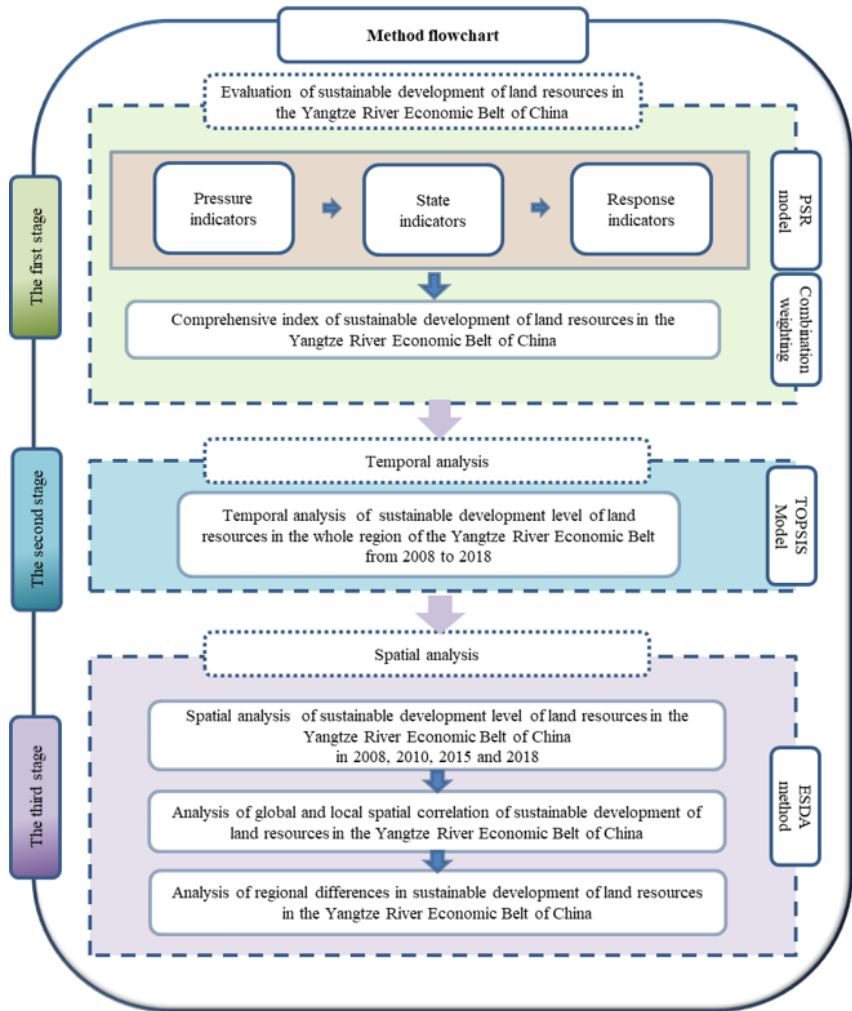 Method flowchart
Evaluation of sustainable development of land resources in
the Yangtze River Economic Belt of China
The first stage
Pressure
indicators
State
indicators
Response
indicators
PSR
model
Comprehensive index of sustainable development of land resources in the
Yangtze River Economic Belt of China
Combination
weighting
The second stage
Temporal analysis
Temporal analysis of sustainable development level of land
resources in the whole region of the Yangtze River Economic Belt
from 2008 to 2018
TOPSIS
Model
The third stage
Spatial analysis
Spatial analysis of sustainable development level of land resources in the
Yangtze River Economic Belt of China
in 2008, 2010, 2015 and 2018
Analysis of global and local spatial correlation of sustainable development of
land resources in the Yangtze River Economic Belt of China
Analysis of regional differences in sustainable development of land resources
in the Yangtze River Economic Belt of China
ESDA
method